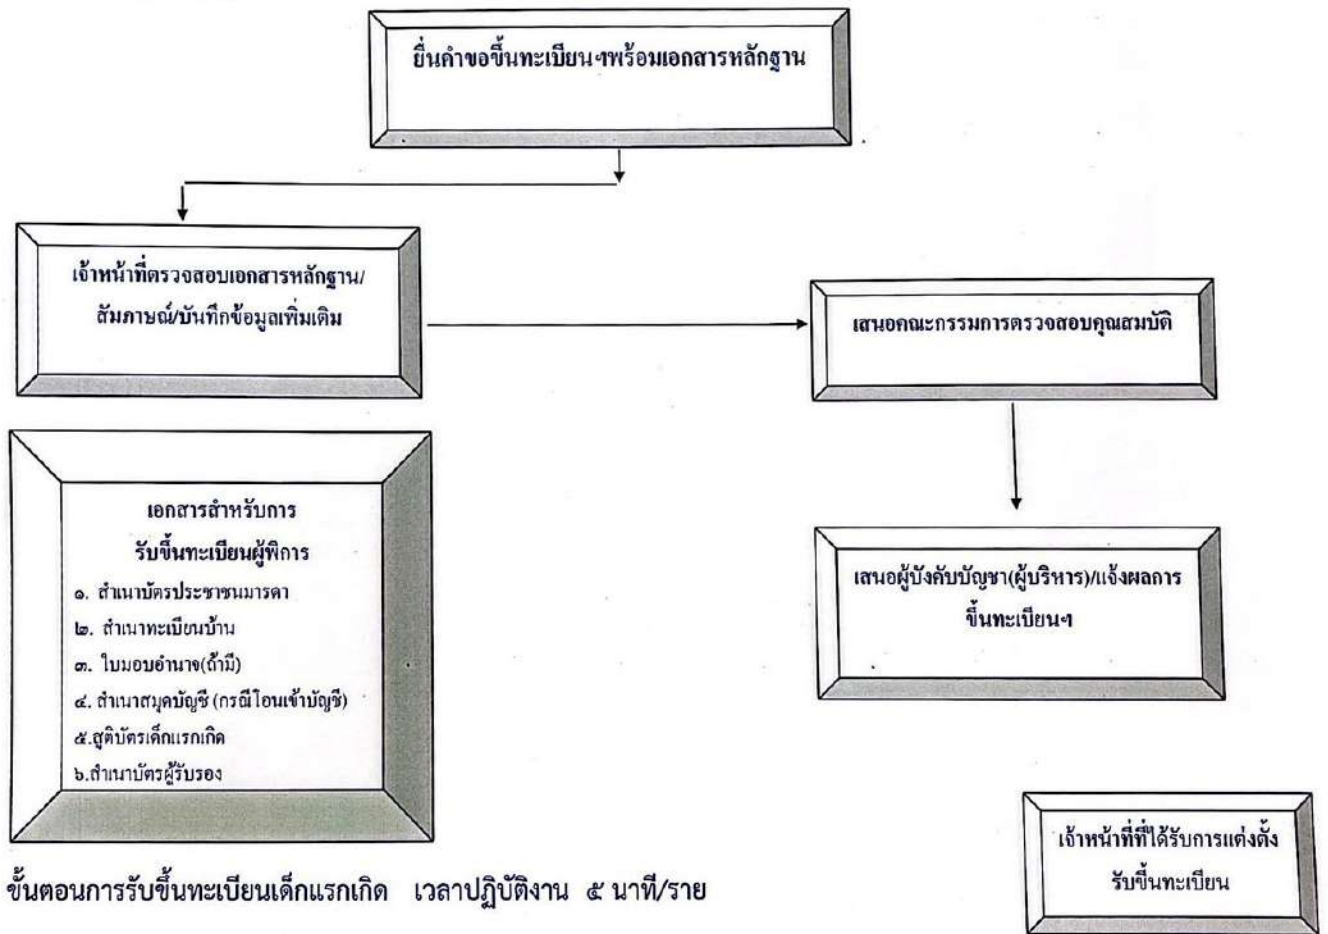 ยื่นคำขอขึ้นทะเบียนฯพร้อมเอกสารหลักฐาน
เจ้าหน้าที่ตรวจสอบเอกสารหลักฐาน/
สัมภาษณ์/บันทึกข้อมูลเพิ่มเติม
เสนอคณะกรรมการตรวจสอบคุณสมบัติ
เอกสารสำหรับการ
รับขึ้นทะเบียนผู้พิการ
๑. สำเนาบัตรประชาชนมารดา
๒. สำเนาทะเบียนบ้าน
๓. ใบมอบอำนาจ(ถ้ามี)
๔. สำเนาสมุดบัญชี (กรณีโอนเข้าบัญชี)
๕.สูติบัตรเด็กแรกเกิด
๖.สำเนาบัตรผู้รับรอง
เสนอผู้บังคับบัญชา(ผู้บริหาร)/แจ้งผลการ
ขึ้นทะเบียนฯ
เจ้าหน้าที่ที่ได้รับการแต่งตั้ง
รับขึ้นทะเบียน
ขั้นตอนการรับขึ้นทะเบียนเด็กแรกเกิด เวลาปฏิบัติงาน ๕ นาที/ราย